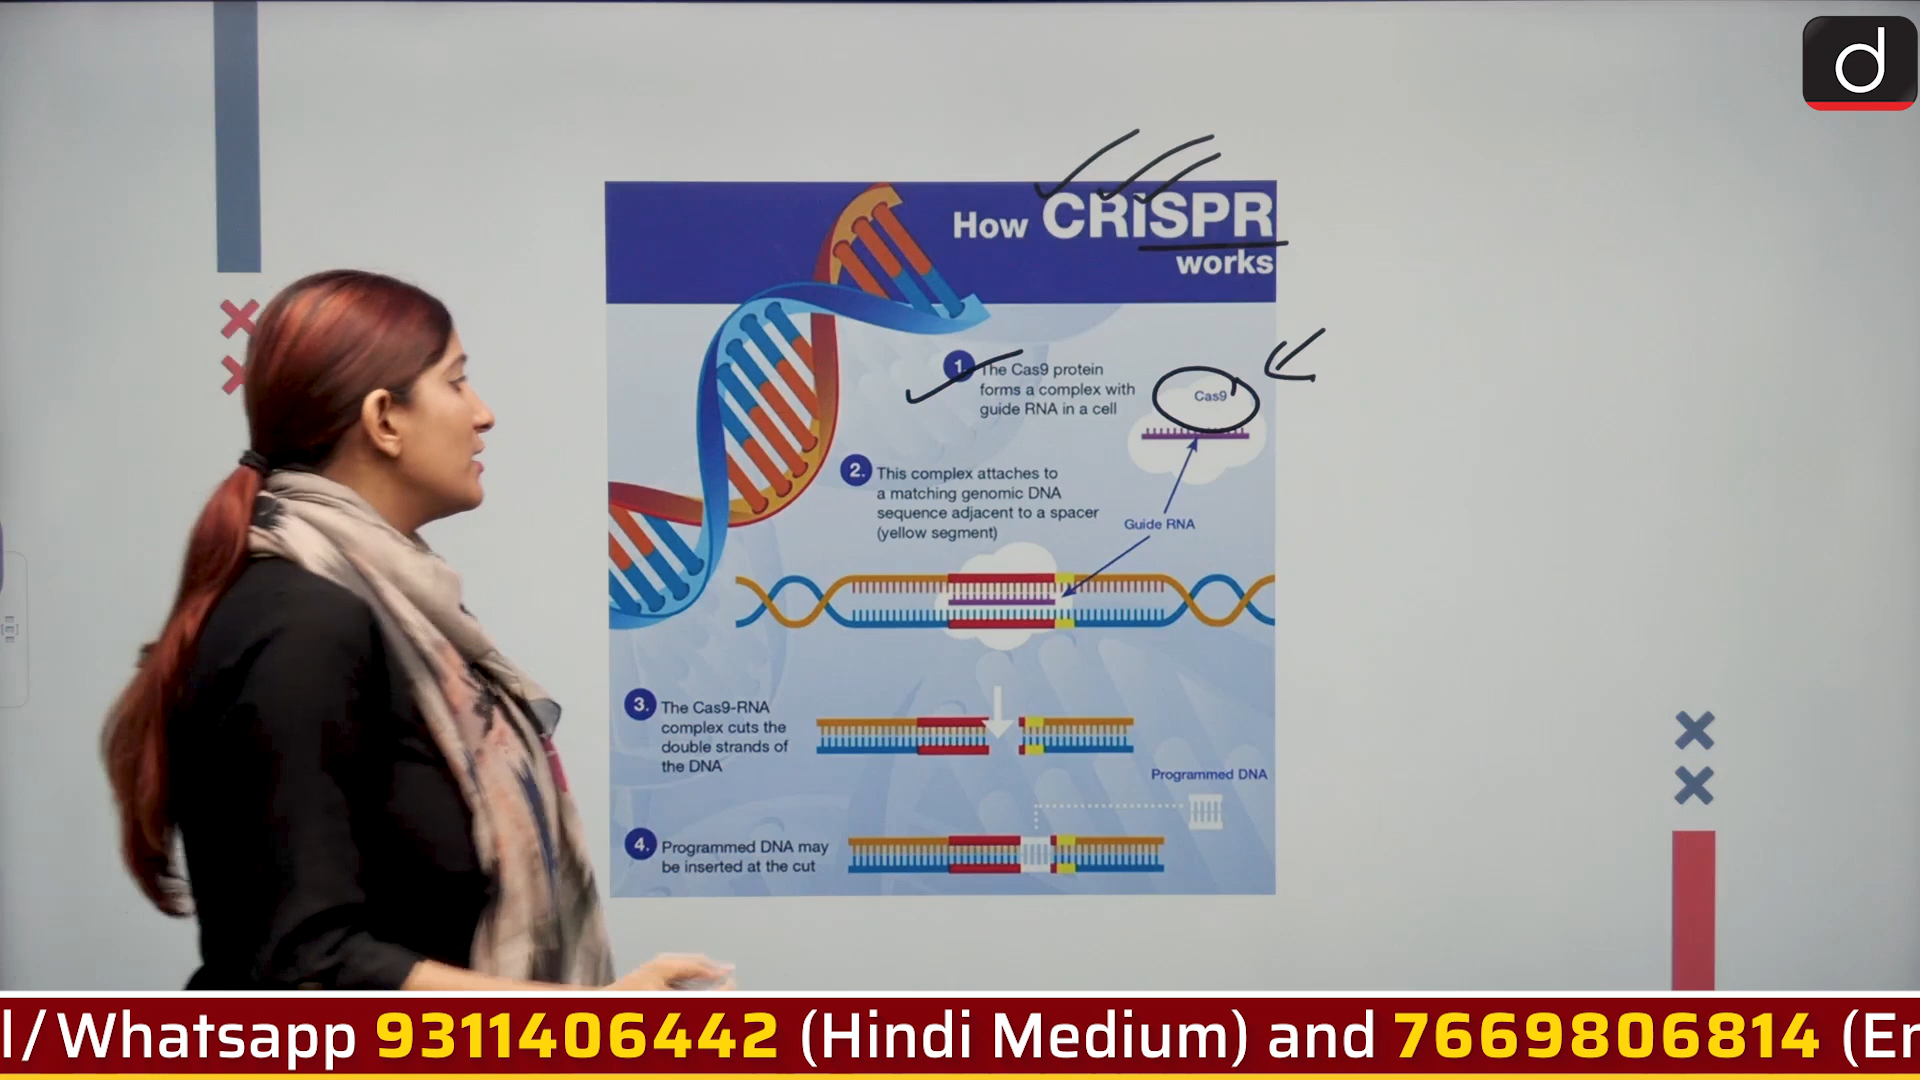 d
How CRiSPR
works
1. The Cas9 protein
forms a complex with
guide RNA in a cell
Cas9
2. This complex attaches to
a matching genomic DNA
sequence adjacent to a spacer
(yellow segment)
Guide RNA
3. The Cas9-RNA
complex cuts the
double strands of
the DNA
Programmed DNA
4. Programmed DNA may
be inserted at the cut
l/Whatsapp 9311406442 (Hindi Medium) and 7669806814 (En